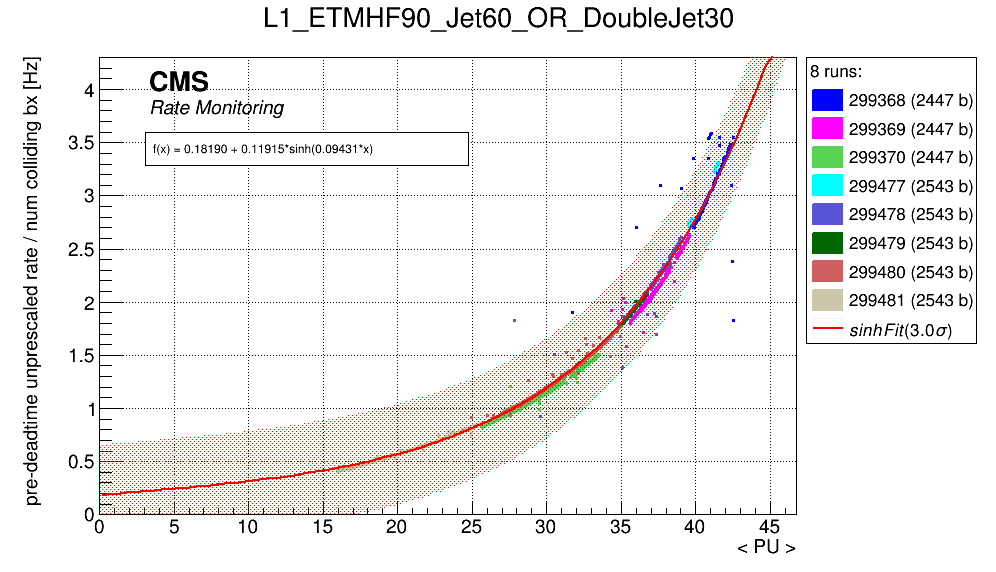 L1_ETMHF90_Jet60_OR_DoubleJet30
pre-deadtime unprescaled rate / num colliding bx [Hz]
CMS
Rate Monitoring
f(x) = 0.18190 + 0.11915*sinh(0.09431*x)
4
3.5
3
2.5
2
1.5
1
0.5
0
0 5 10 15 20 25 30 35 40 45
< PU >
8 runs:
299368 (2447 b)
299369 (2447 b)
299370 (2447 b)
299477 (2543 b)
299478 (2543 b)
299479 (2543 b)
299480 (2543 b)
299481 (2543 b)
sinhFit(3.0σ)